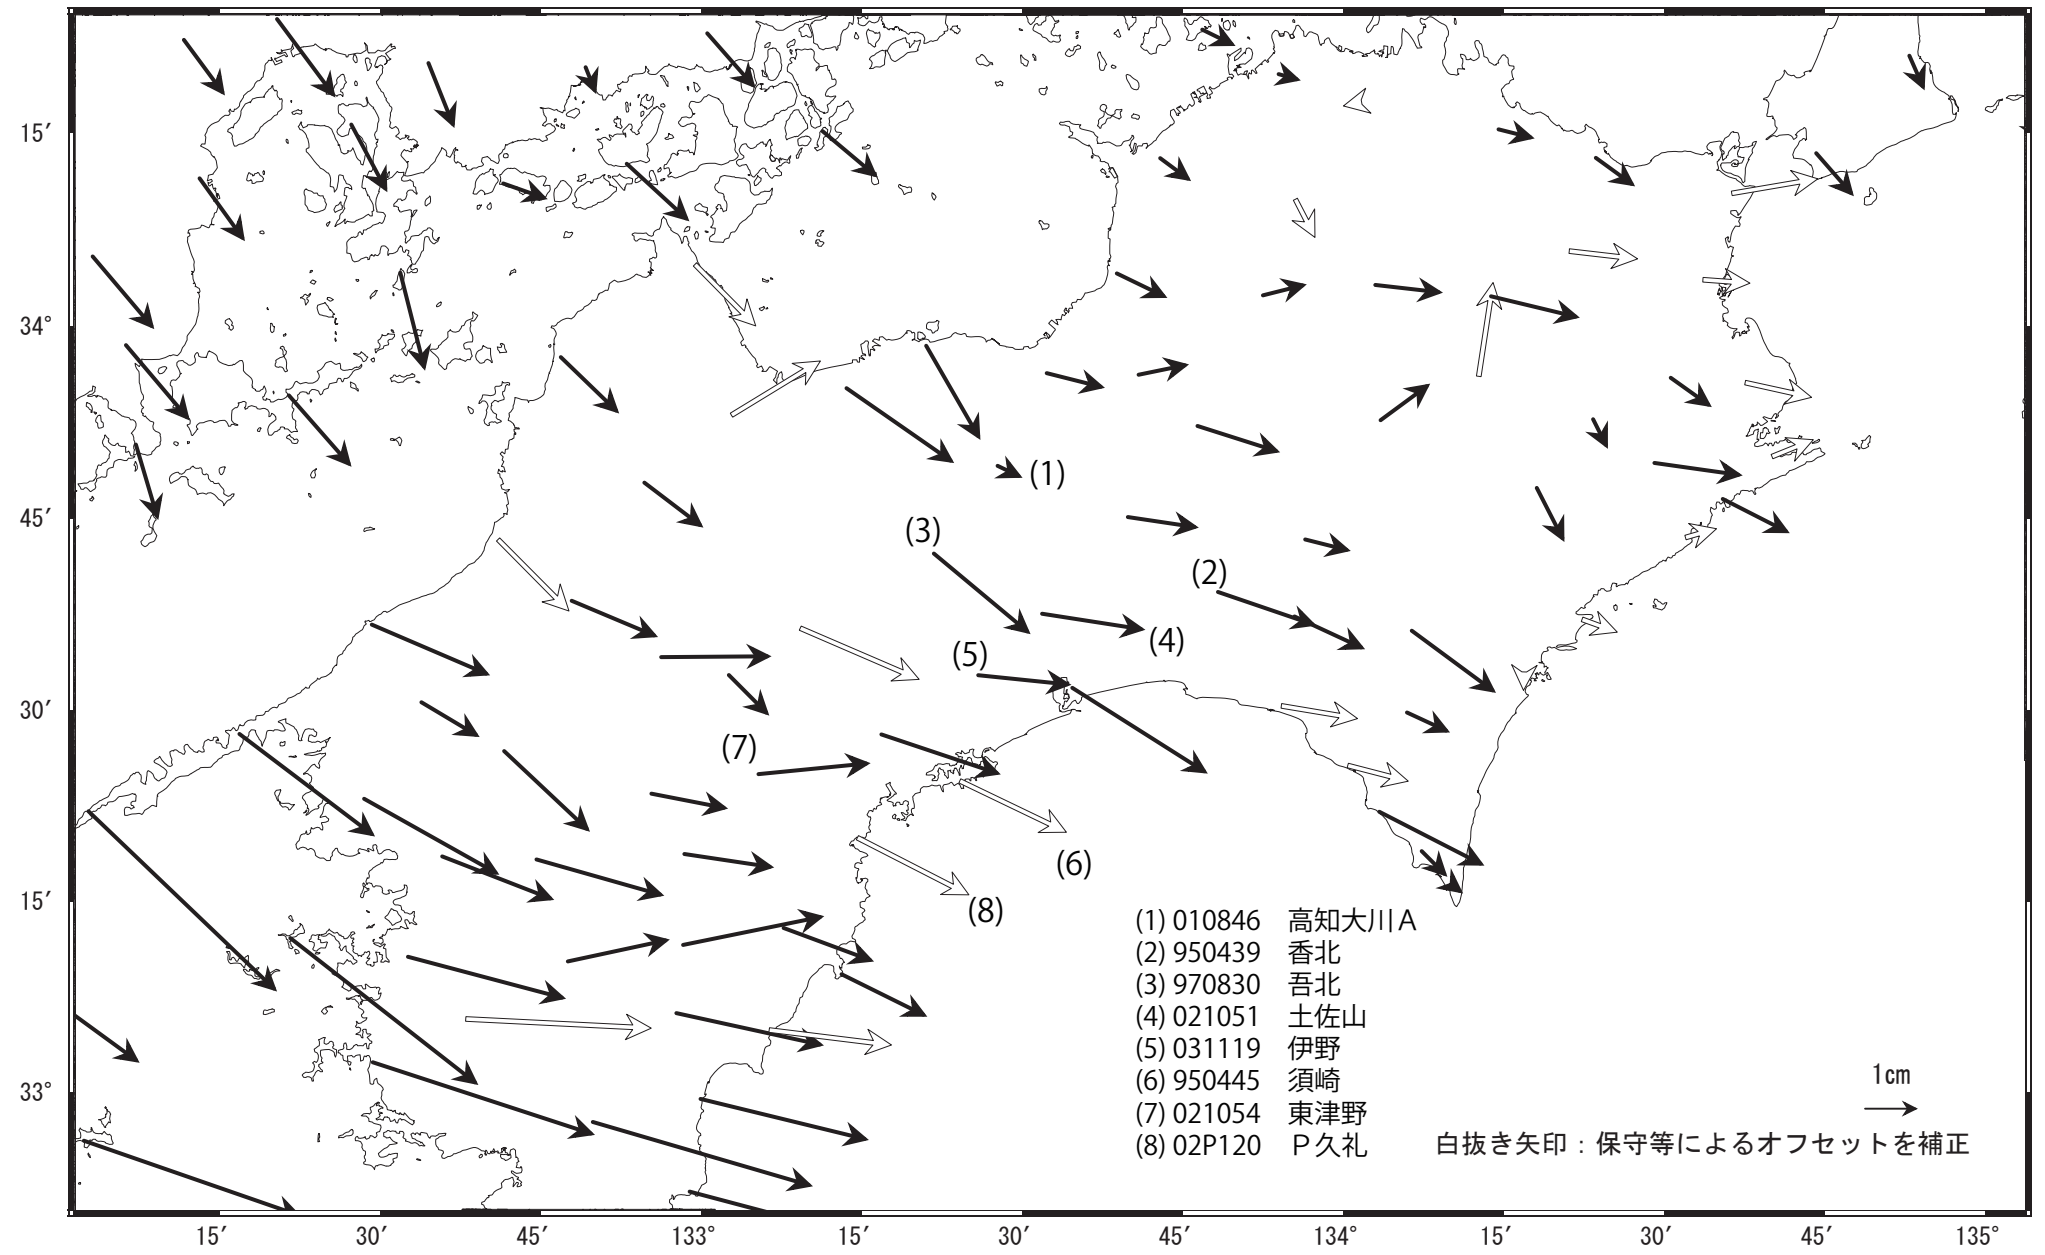 15′
34°
(1)
45′
(3)
(2)
(4)
(5)
30′
(7)
(6)
15′
(8)
(1) 010846 高知大川Ａ
(2) 950439 香北
(3) 970830 吾北
(4) 021051 土佐山
(5) 031119 伊野
(6) 950445 須崎
(7) 021054 東津野
(8) 02P120 Ｐ久礼
33°
1cm
白抜き矢印：保守等によるオフセットを補正
15′ 30′ 45′ 133° 15′ 30′ 45′ 134° 15′ 30′ 45′ 135°